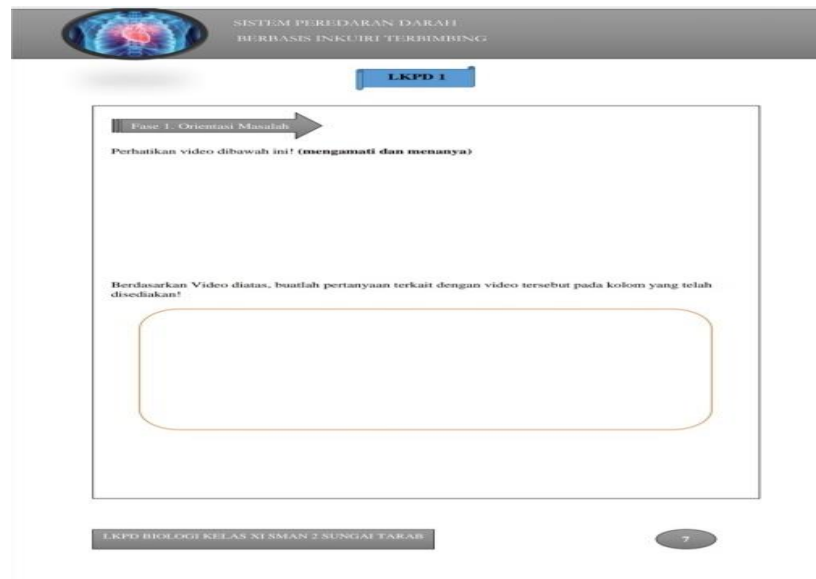 SISTEM PEREDARAN DARAH
BERBASIS INKUIRI TERBIMBING
LKPD 1
Fase 1. Orientasi Masalah
Perhatikan video dibawah ini! (mengamati dan menanya)
Berdasarkan Video diatas, buatlah pertanyaan terkait dengan video tersebut pada kolom yang telah
disediakan!
LKPD BIOLOGI KELAS XI SMAN 2 SUNGAI TARAB
7